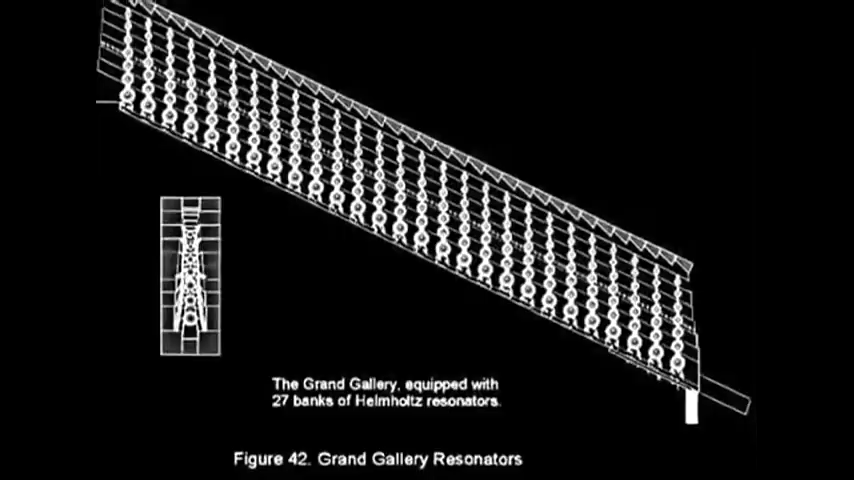 The Grand Gallery, equipped with
27 banks of Helmholtz resonators.
Figure 42. Grand Gallery Resonators